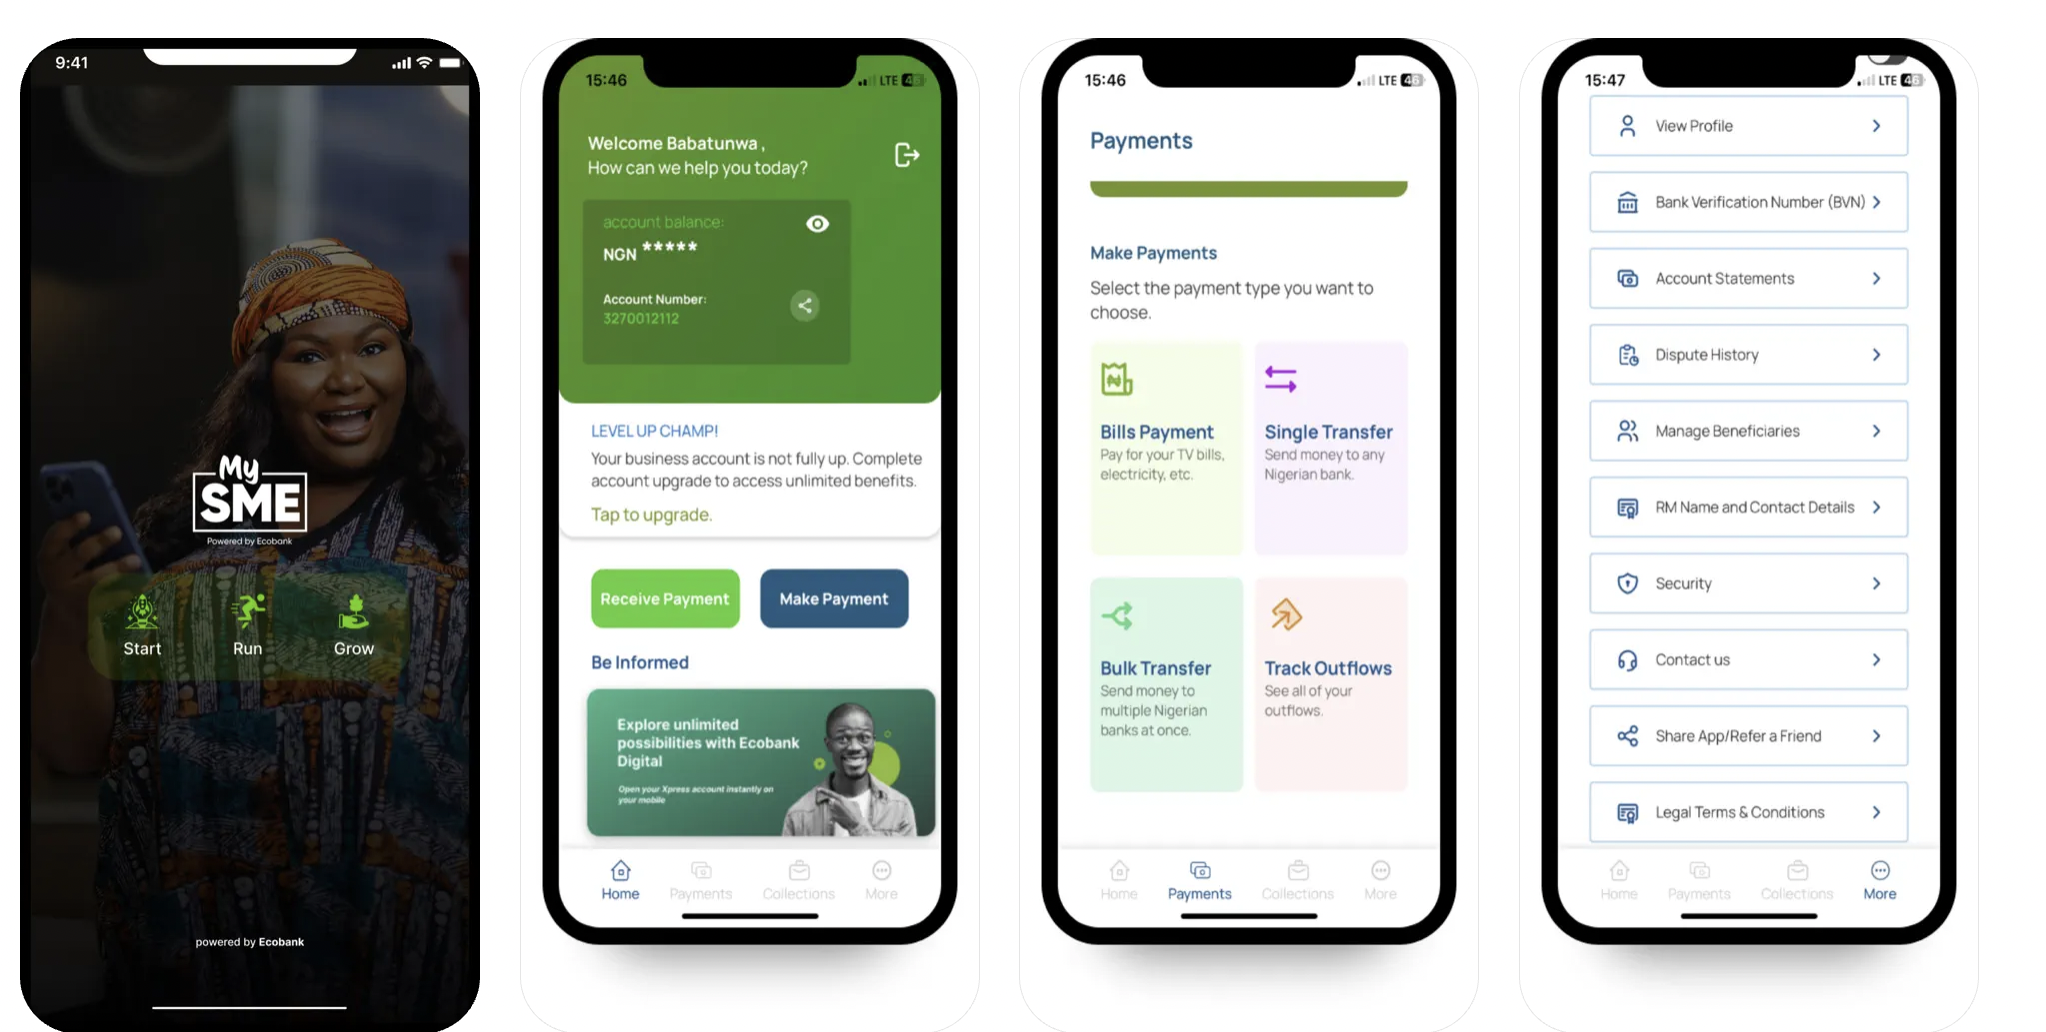 9:41
My
SME
Powered by Ecobank
Start
Run
Grow
powered by Ecobank
15:46
LTE
Welcome Babatunwa ,
How can we help you today?
account balance:
NGN *****
Account Number:
3270012112
LEVEL UP CHAMP!
Your business account is not fully up. Complete
account upgrade to access unlimited benefits.
Tap to upgrade.
Receive Payment
Make Payment
Be Informed
Explore unlimited
possibilities with Ecobank
Digital
Open your Xpress account instantly on
your mobile
Home
Payments
Collections
More
15:46
LTE 46
Payments
Make Payments
Select the payment type you want to
choose.
Bills Payment
Pay for your TV bills,
electricity, etc.
Single Transfer
Send money to any
Nigerian bank.
Bulk Transfer
Send money to
multiple Nigerian
banks at once.
Track Outflows
See all of your
outflows.
Home
Payments
Collections
More
15:47
LTE 46
View Profile
Bank Verification Number (BVN)
Account Statements
Dispute History
Manage Beneficiaries
RM Name and Contact Details
Security
Contact us
Share App/Refer a Friend
Legal Terms & Conditions
Home
Payments
Collections
More